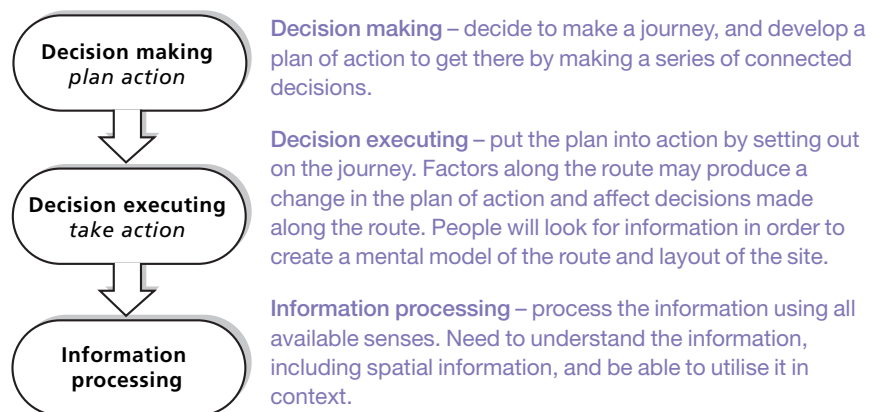 Decision making
plan action
Decision making – decide to make a journey, and develop a
plan of action to get there by making a series of connected
decisions.
Decision executing
take action
Decision executing – put the plan into action by setting out
on the journey. Factors along the route may produce a
change in the plan of action and affect decisions made
along the route. People will look for information in order to
create a mental model of the route and layout of the site.
Information
processing
Information processing – process the information using all
available senses. Need to understand the information,
including spatial information, and be able to utilise it in
context.